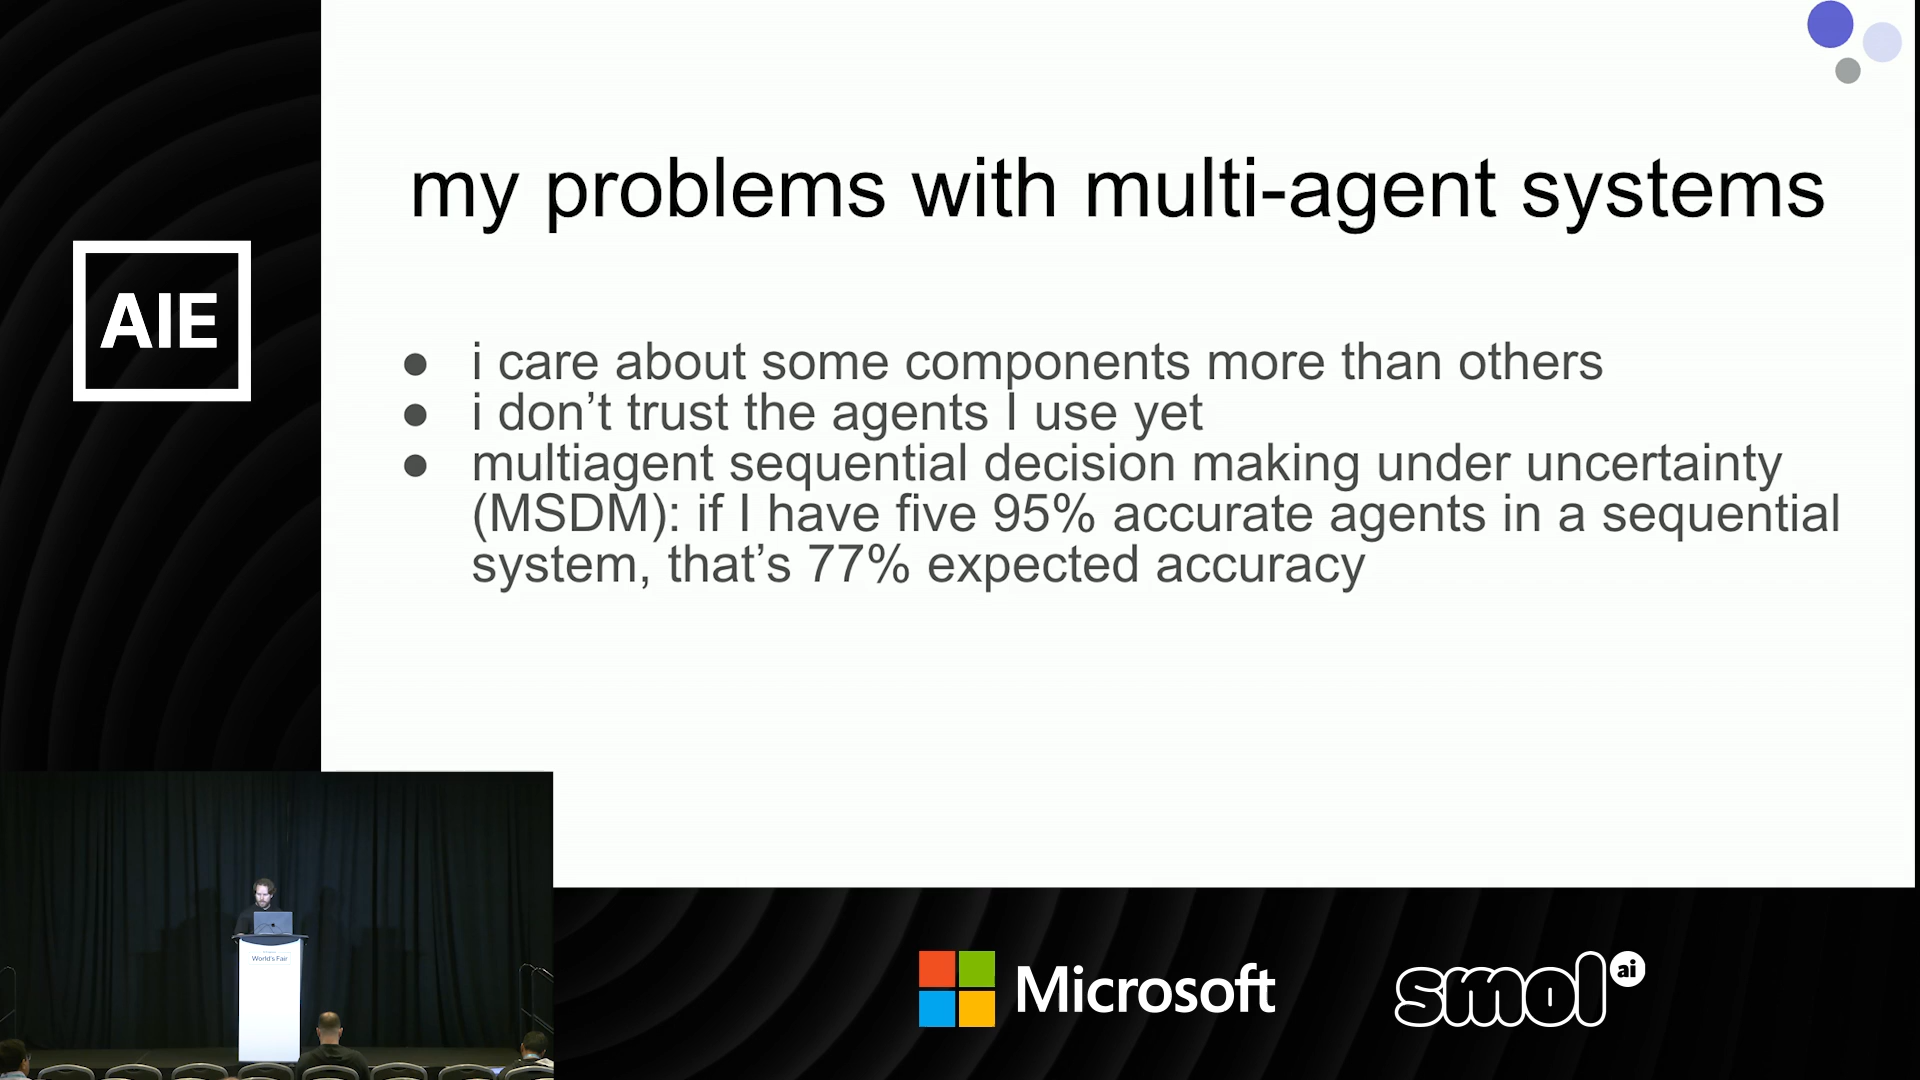 my problems with multi-agent systems
AIE
● i care about some components more than others
● i don’t trust the agents I use yet
● multiagent sequential decision making under uncertainty
(MSDM): if I have five 95% accurate agents in a sequential
system, that’s 77% expected accuracy
World's Fair
Microsoft
smol ai